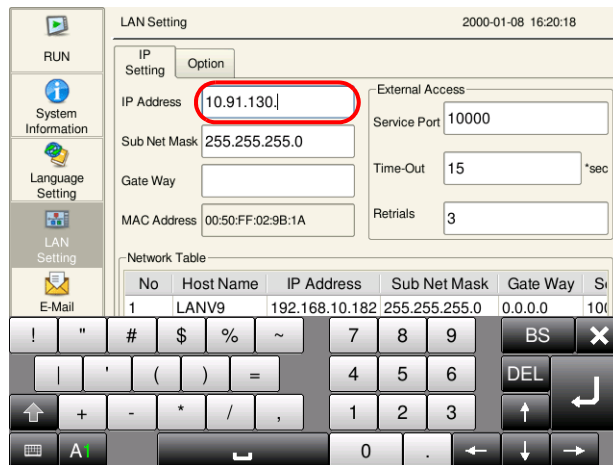 LAN Setting 2000-01-08 16:20:18
RUN
System
Information
Language
Setting
LAN
Setting
E-Mail
IP
Setting
Option
IP Address 10.91.130.
Sub Net Mask 255.255.255.0
Gate Way
MAC Address 00:50:FF:02:9B:1A
External Access
Service Port 10000
Time-Out 15 *sec
Retrials 3
Network Table
No Host Name IP Address Sub Net Mask Gate Way
1 LANV9 192.168.10.182 255.255.255.0 0.0.0.0
! " # $ % ~ 7 8 9 BS
| ' ( ) = 4 5 6 DEL
+ - * / , 1 2 3
A1 0 .